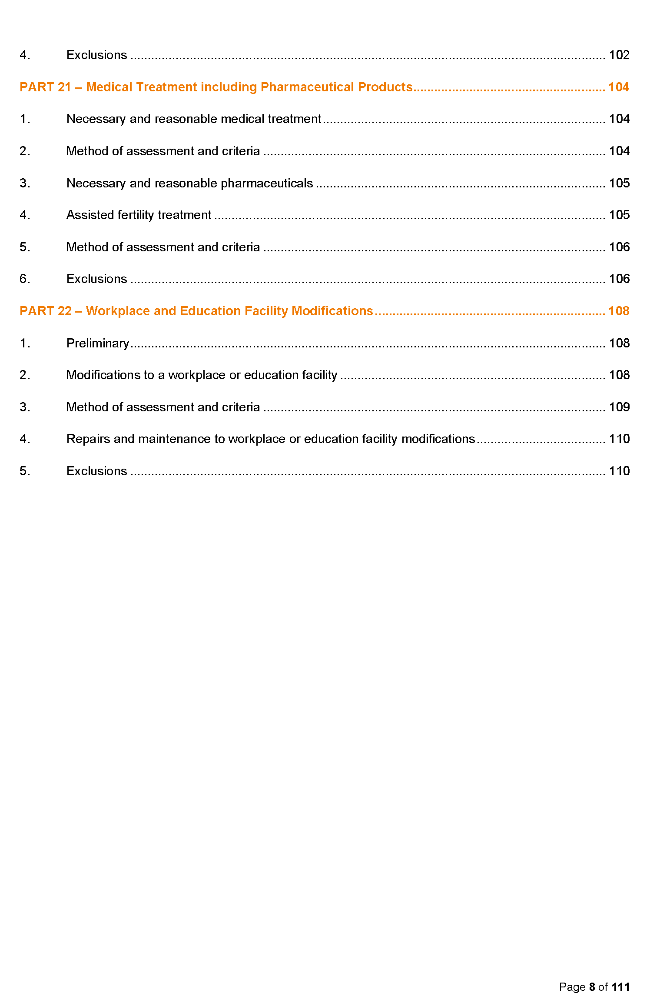 4. Exclusions ........................................................................................................................................ 102
PART 21 – Medical Treatment including Pharmaceutical Products....................................................... 104
1. Necessary and reasonable medical treatment................................................................................. 104
2. Method of assessment and criteria .................................................................................................. 104
3. Necessary and reasonable pharmaceuticals ................................................................................... 105
4. Assisted fertility treatment ................................................................................................................ 105
5. Method of assessment and criteria .................................................................................................. 106
6. Exclusions ........................................................................................................................................ 106
PART 22 – Workplace and Education Facility Modifications.................................................................. 108
1. Preliminary........................................................................................................................................ 108
2. Modifications to a workplace or education facility ............................................................................ 108
3. Method of assessment and criteria .................................................................................................. 109
4. Repairs and maintenance to workplace or education facility modifications..................................... 110
5. Exclusions ........................................................................................................................................ 110
Page 8 of 111